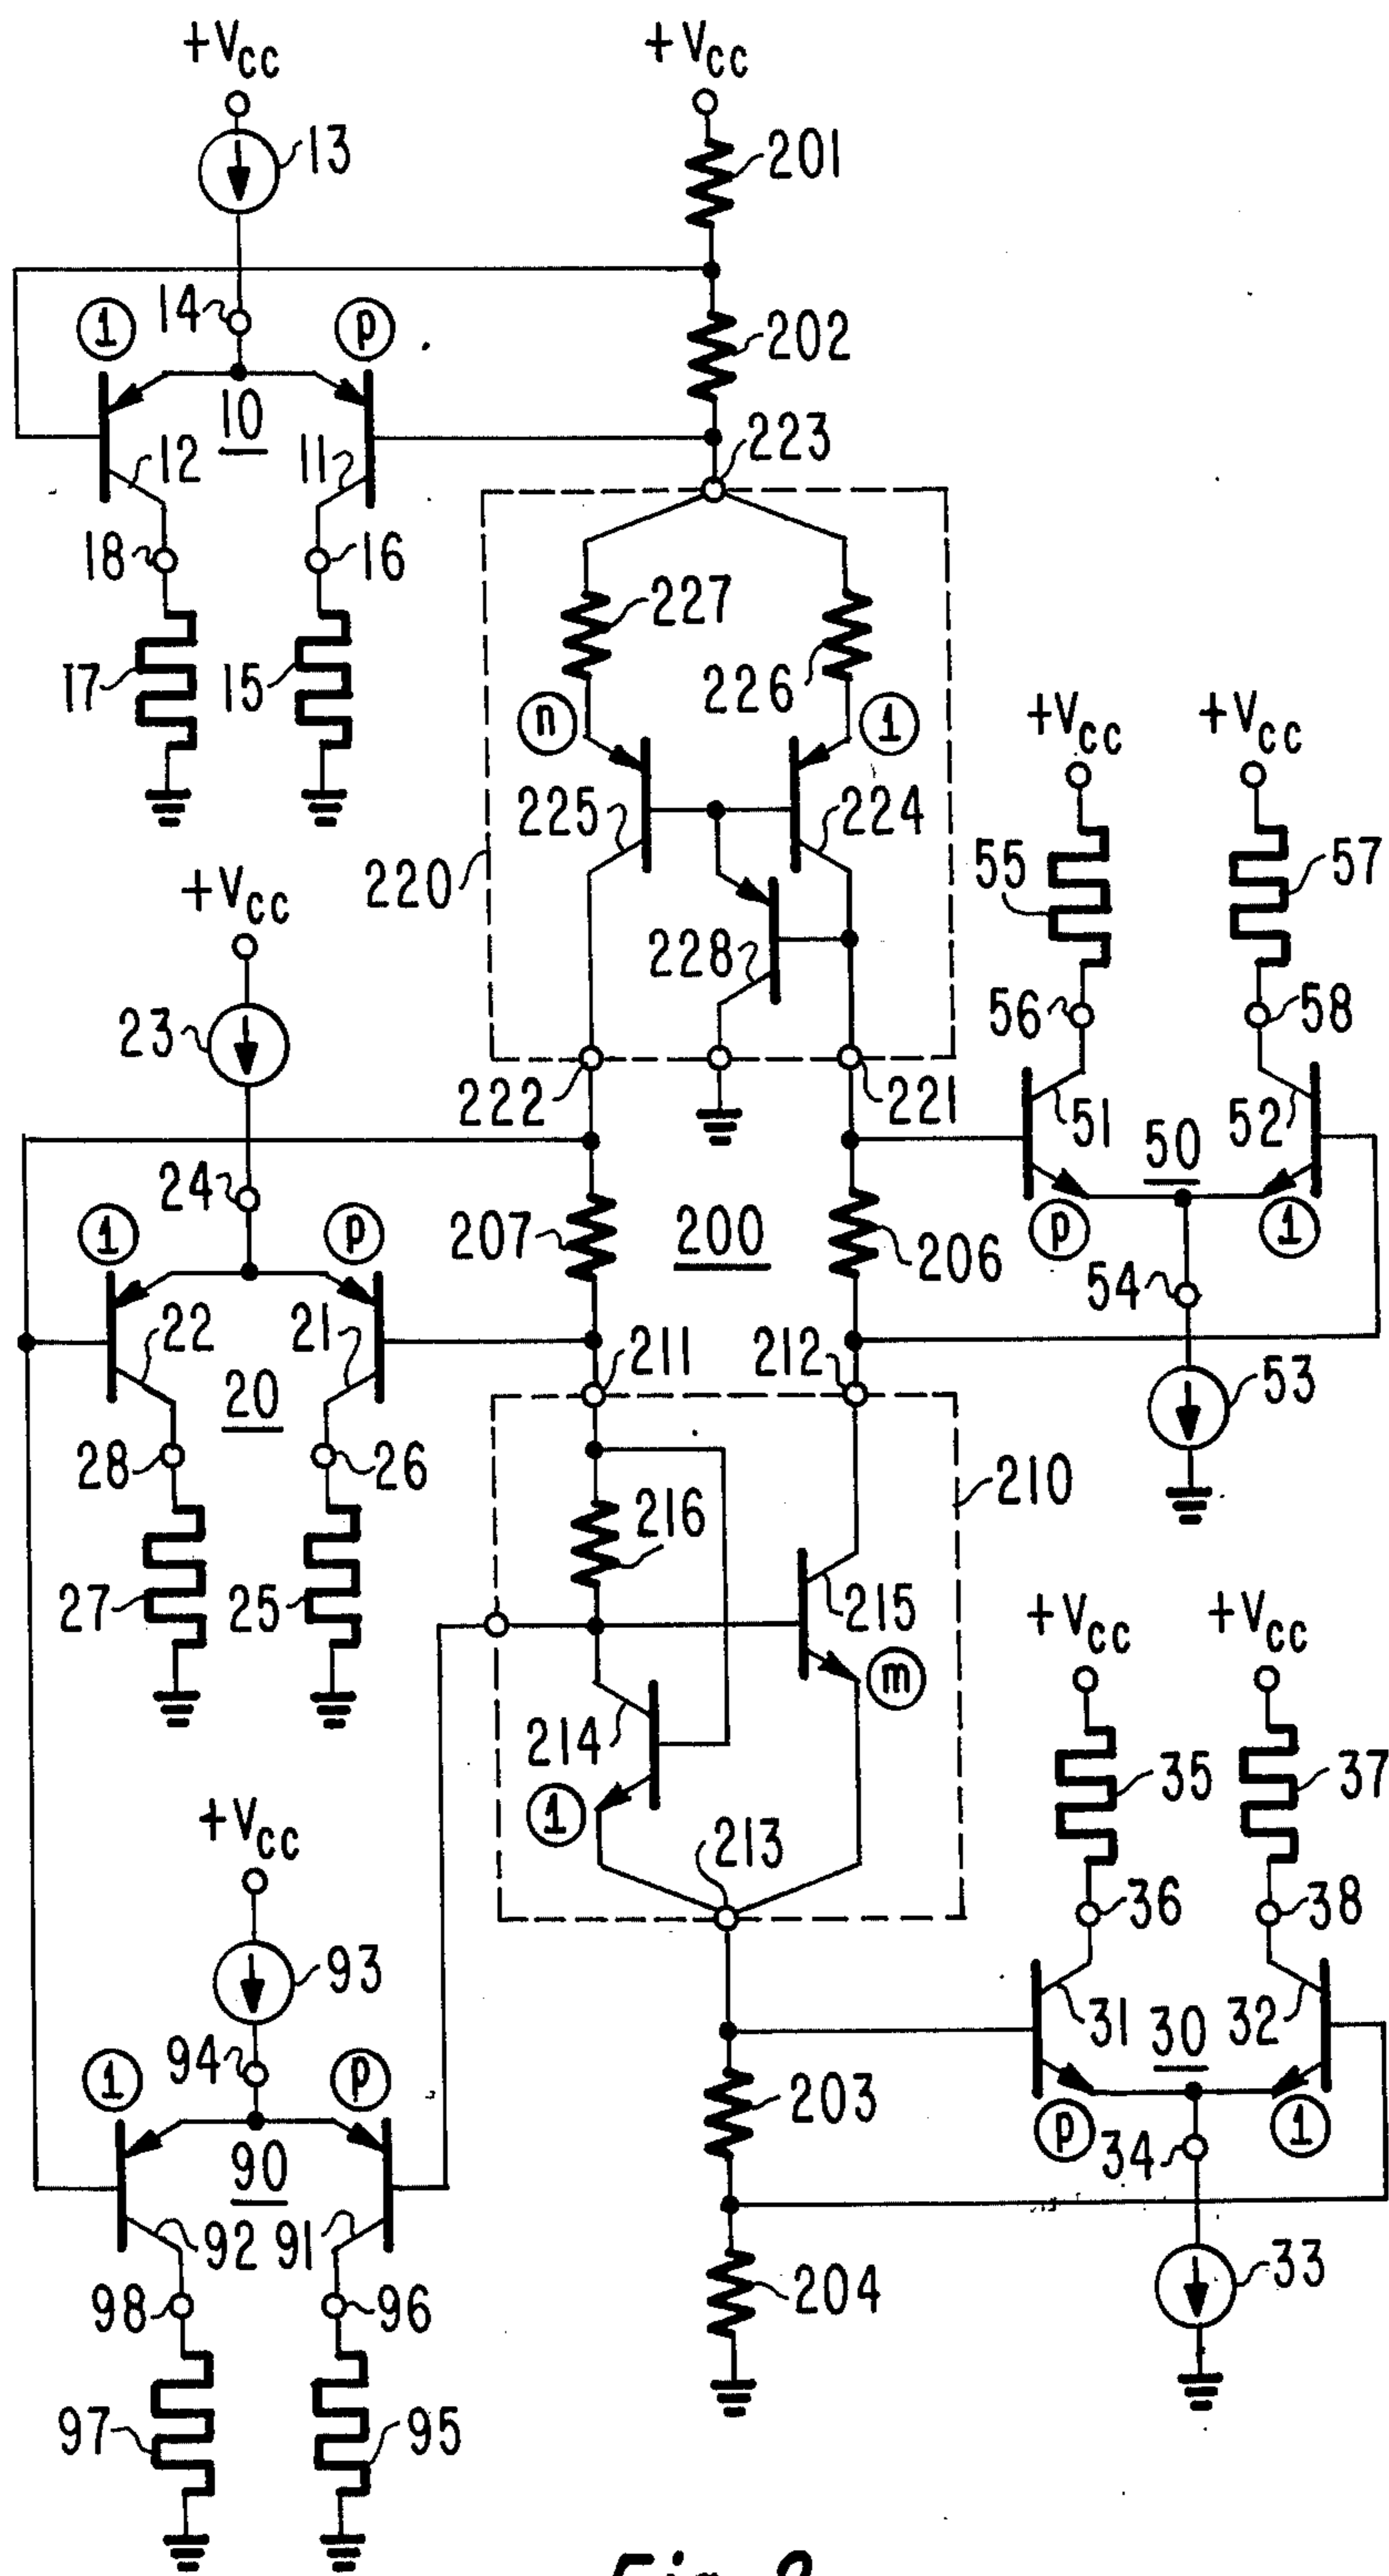 +VCC +VCC
13 201
1 14 P 202
12 10 11 223
18 16
17 15 227 226
n 1
225 224
+VCC +VCC
220 228
55 57
+VCC
23 56 58
222 221
51 50 52
24 207 200 206
1 P
P 1
54
22 20 21 211 212 53
28 26
216 210
27 25 215 m
+VCC +VCC
214 1
35 37
+VCC 213
93 36 38
94 31 30 32
1 P
203 P 34 1
90
92 91 204 33
98 96
97 95
Fig. 2